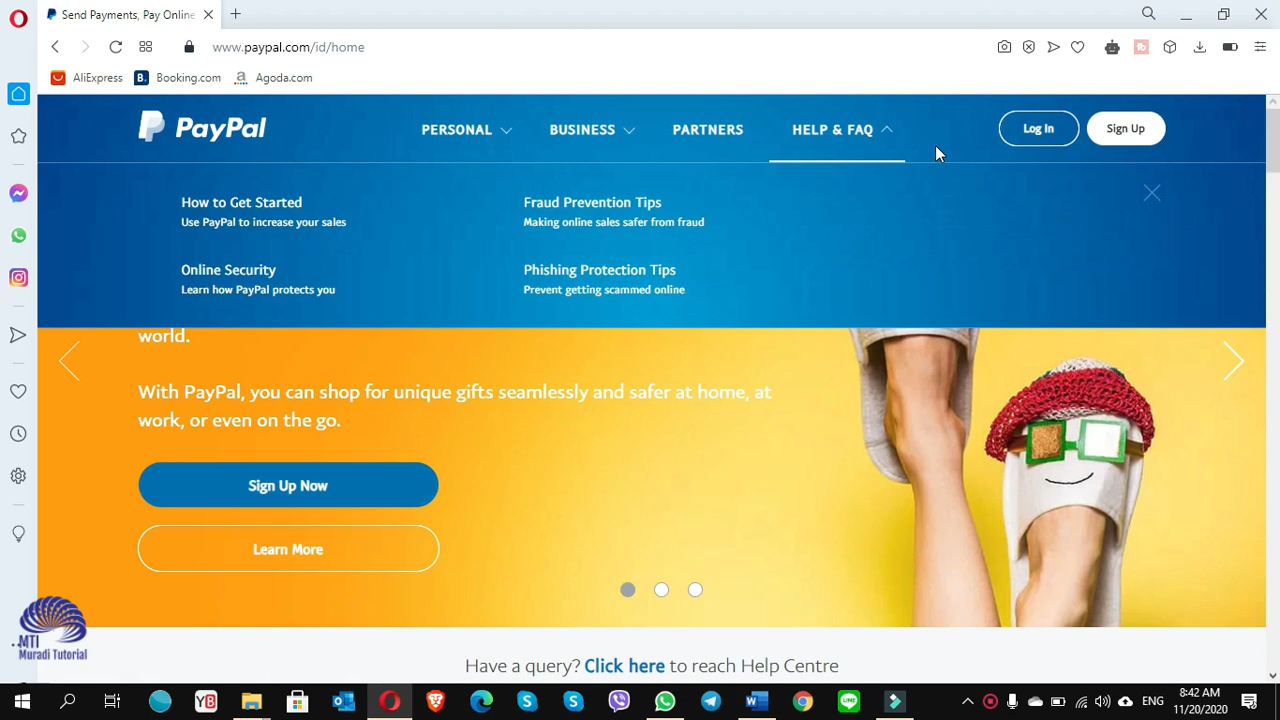 Send Payments, Pay Online
www.paypal.com/id/home
AliExpress
B. Booking.com
a Agoda.com
PayPal
PERSONAL
BUSINESS
PARTNERS
HELP & FAQ
Log In
Sign Up
How to Get Started
Use PayPal to increase your sales
Fraud Prevention Tips
Making online sales safer from fraud
Online Security
Learn how PayPal protects you
Phishing Protection Tips
Prevent getting scammed online
world.
With PayPal, you can shop for unique gifts seamlessly and safer at home, at
work, or even on the go.
Sign Up Now
Learn More
MTI
Muradi Tutorial
Have a query? Click here to reach Help Centre
ENG
8:42 AM
11/20/2020